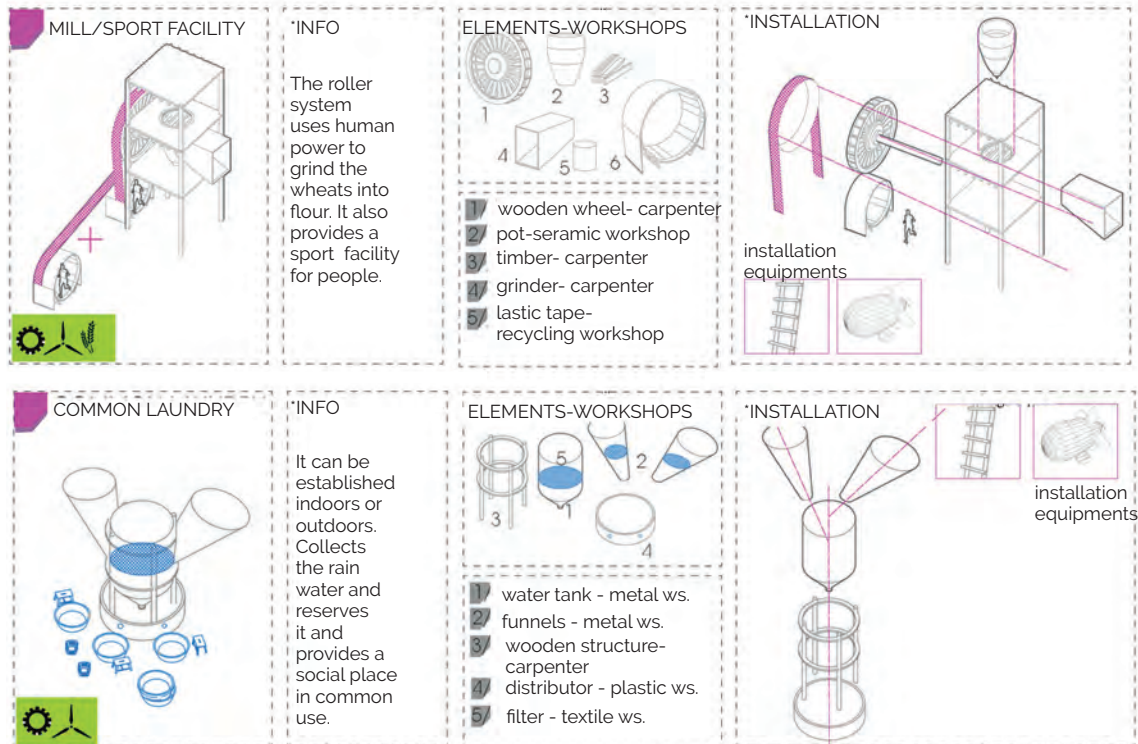 MILL/SPORT FACILITY
*INFO
The roller
system
uses human
power to
grind the
wheats into
flour. It also
provides a
sport facility
for people.
ELEMENTS-WORKSHOPS
1
2
3
4
5
6
1/ wooden wheel- carpenter
2/ pot-seramic workshop
3/ timber- carpenter
4/ grinder- carpenter
5/ lastic tape-
recycling workshop
*INSTALLATION
installation
equipments
COMMON LAUNDRY
*INFO
It can be
established
indoors or
outdoors.
Collects
the rain
water and
reserves
it and
provides a
social place
in common
use.
ELEMENTS-WORKSHOPS
5
2
3
1
4
1/ water tank - metal ws.
2/ funnels - metal ws.
3/ wooden structure-
carpenter
4/ distributor - plastic ws.
5/ filter - textile ws.
*INSTALLATION
installation
equipments